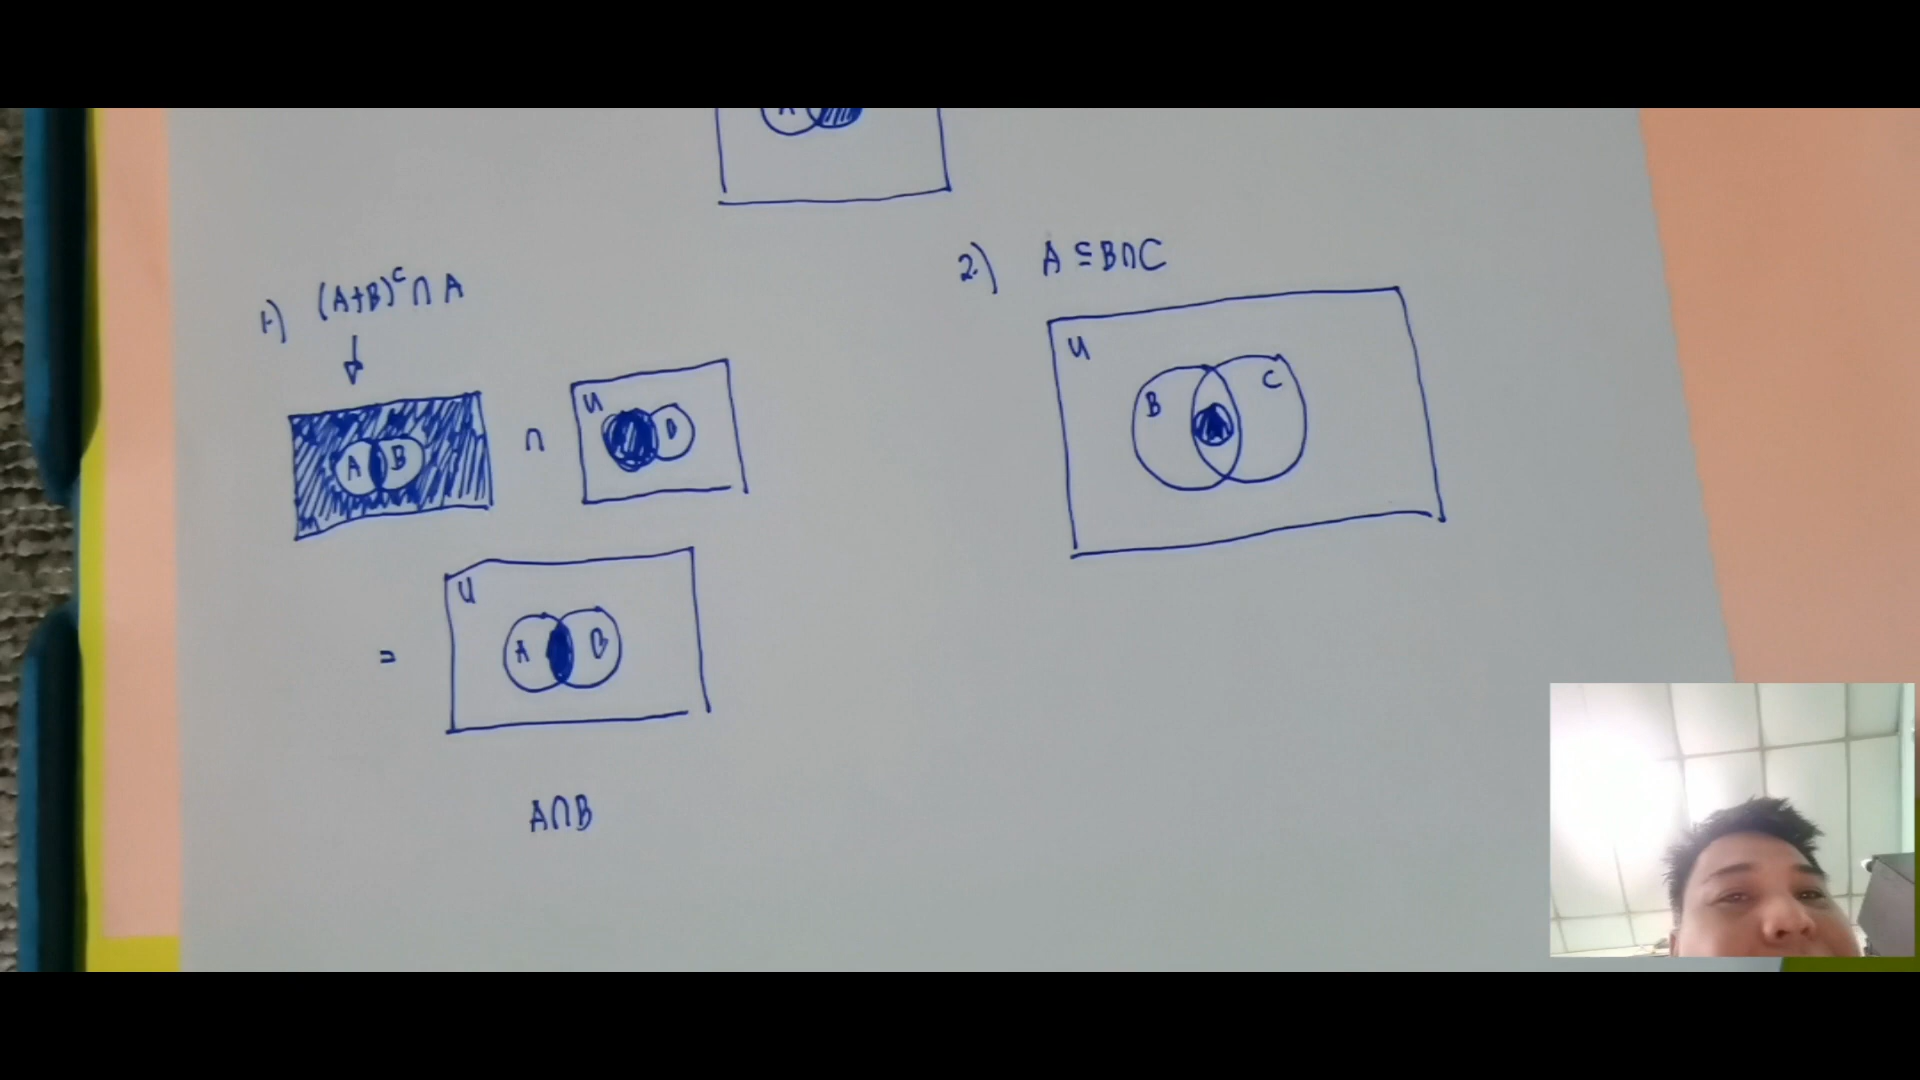 A
1.) (A+B)ᶜ ∩ A
A B
∩
U
B
=
U
A B
A∩B
2.) A ⊆ B∩C
U
B C
A